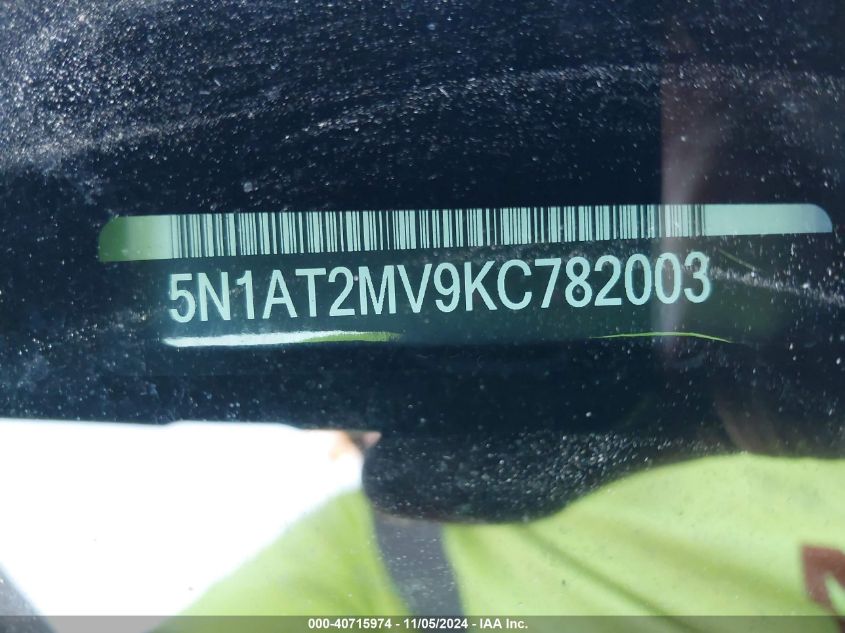 5N1AT2MV9KC782003
000-40715974 - 11/05/2024 - IAA Inc.